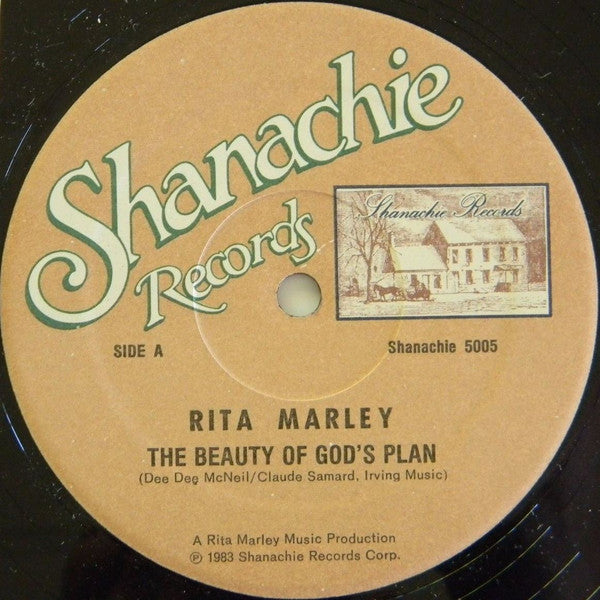 Shanachie
Records
Shanachie Records
SIDE A
Shanachie 5005
RITA MARLEY
THE BEAUTY OF GOD'S PLAN
(Dee Dee McNeil/Claude Samard, Irving Music)
A Rita Marley Music Production
℗ 1983 Shanachie Records Corp.